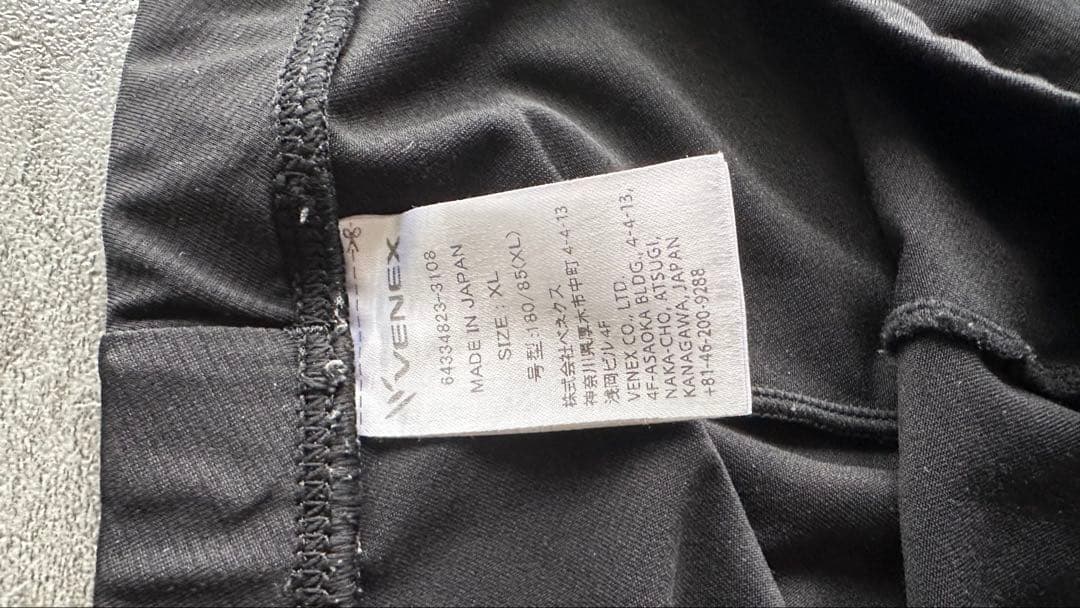 VENEX
64334823-3108
MADE IN JAPAN
SIZE: XL
号型:180/85(XL)
株式会社ベネクス
神奈川県厚木市中町 4-4-13
浅岡ビル 4F
VENEX CO., LTD.
4F-ASAOKA BLDG., 4-4-13,
NAKA-CHO, ATSUGI,
KANAGAWA, JAPAN
+81-46-200-9288